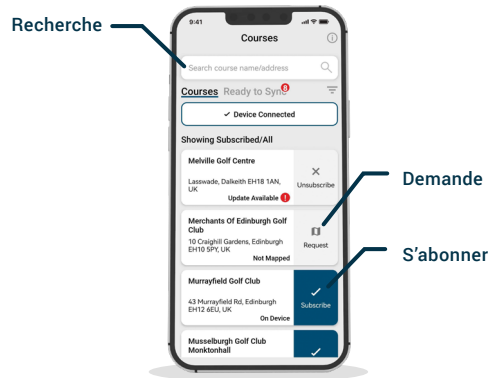 Recherche
9:41
Courses
Search course name/address
Courses Ready to Sync 8
✓ Device Connected
Showing Subscribed/All
Melville Golf Centre
Lasswade, Dalkeith EH18 1AN,
UK
Update Available !
Unsubscribe
Demande
Merchants Of Edinburgh Golf
Club
10 Craighill Gardens, Edinburgh
EH10 5PY, UK
Not Mapped
Request
S'abonner
Murrayfield Golf Club
43 Murrayfield Rd, Edinburgh
EH12 6EU, UK
On Device
Subscribe
Musselburgh Golf Club
Monktonhall